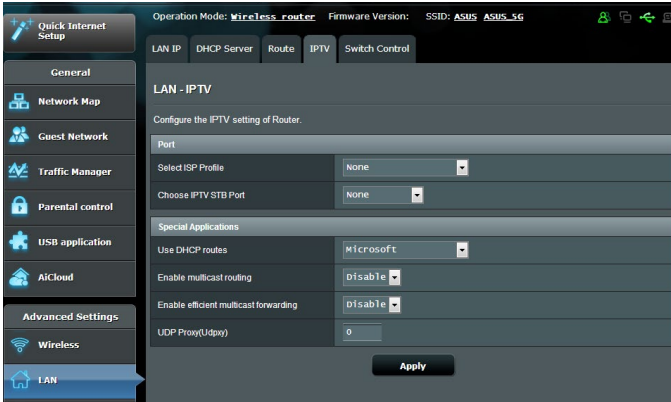 Quick Internet
Setup
Operation Mode: Wireless router Firmware Version: SSID: ASUS ASUS_5G
LAN IP DHCP Server Route IPTV Switch Control
General
Network Map
Guest Network
Traffic Manager
Parental control
USB application
AiCloud
Advanced Settings
Wireless
LAN
LAN - IPTV
Configure the IPTV setting of Router.
Port
Select ISP Profile None
Choose IPTV STB Port None
Special Applications
Use DHCP routes Microsoft
Enable multicast routing Disable
Enable efficient multicast forwarding Disable
UDP Proxy(Udpxy) 0
Apply